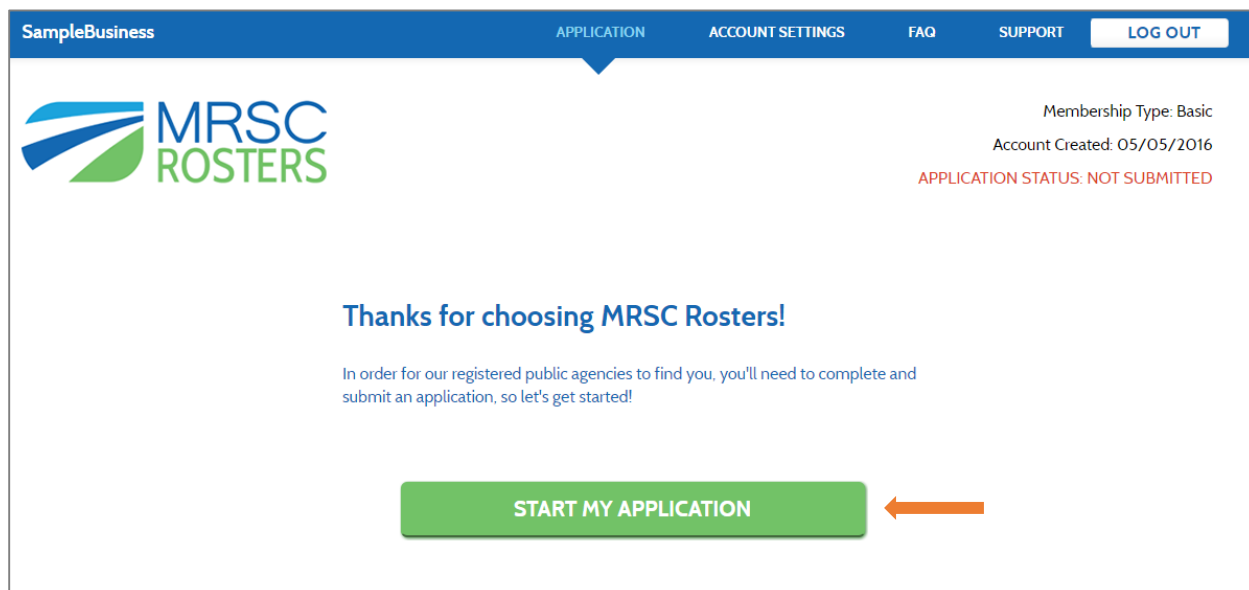 SampleBusiness
APPLICATION
ACCOUNT SETTINGS
FAQ
SUPPORT
LOG OUT
MRSC
ROSTERS
Membership Type: Basic
Account Created: 05/05/2016
APPLICATION STATUS: NOT SUBMITTED
Thanks for choosing MRSC Rosters!
In order for our registered public agencies to find you, you'll need to complete and
submit an application, so let's get started!
START MY APPLICATION